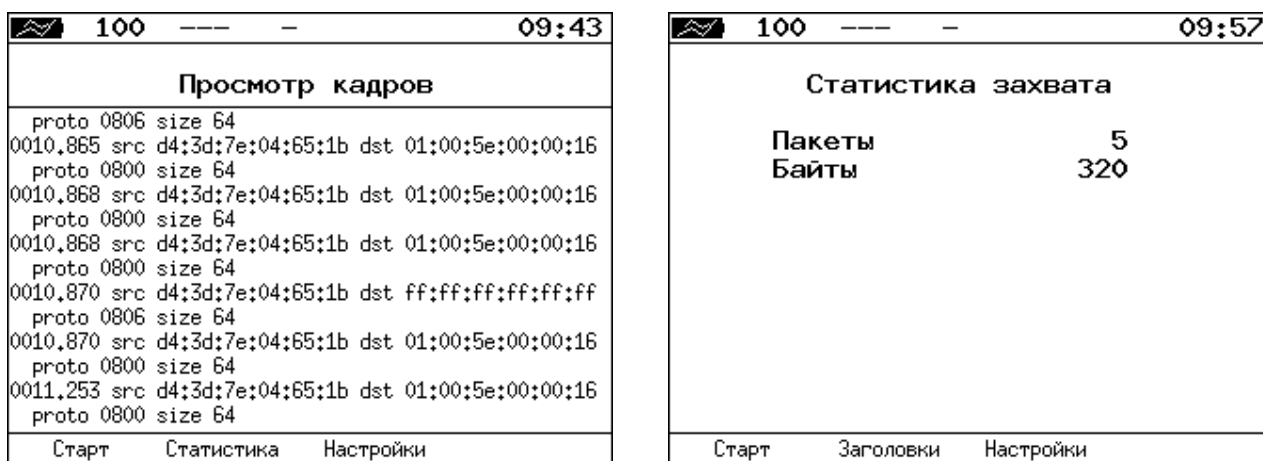 100 --- - 09:43
Просмотр кадров
proto 0806 size 64
0010.865 src d4:3d:7e:04:65:1b dst 01:00:5e:00:00:16
proto 0800 size 64
0010.868 src d4:3d:7e:04:65:1b dst 01:00:5e:00:00:16
proto 0800 size 64
0010.868 src d4:3d:7e:04:65:1b dst 01:00:5e:00:00:16
proto 0800 size 64
0010.870 src d4:3d:7e:04:65:1b dst ff:ff:ff:ff:ff:ff
proto 0806 size 64
0010.870 src d4:3d:7e:04:65:1b dst 01:00:5e:00:00:16
proto 0800 size 64
0011.253 src d4:3d:7e:04:65:1b dst 01:00:5e:00:00:16
proto 0800 size 64
Старт Статистика Настройки
100 --- - 09:57
Статистика захвата
Пакеты 5
Байты 320
Старт Заголовки Настройки